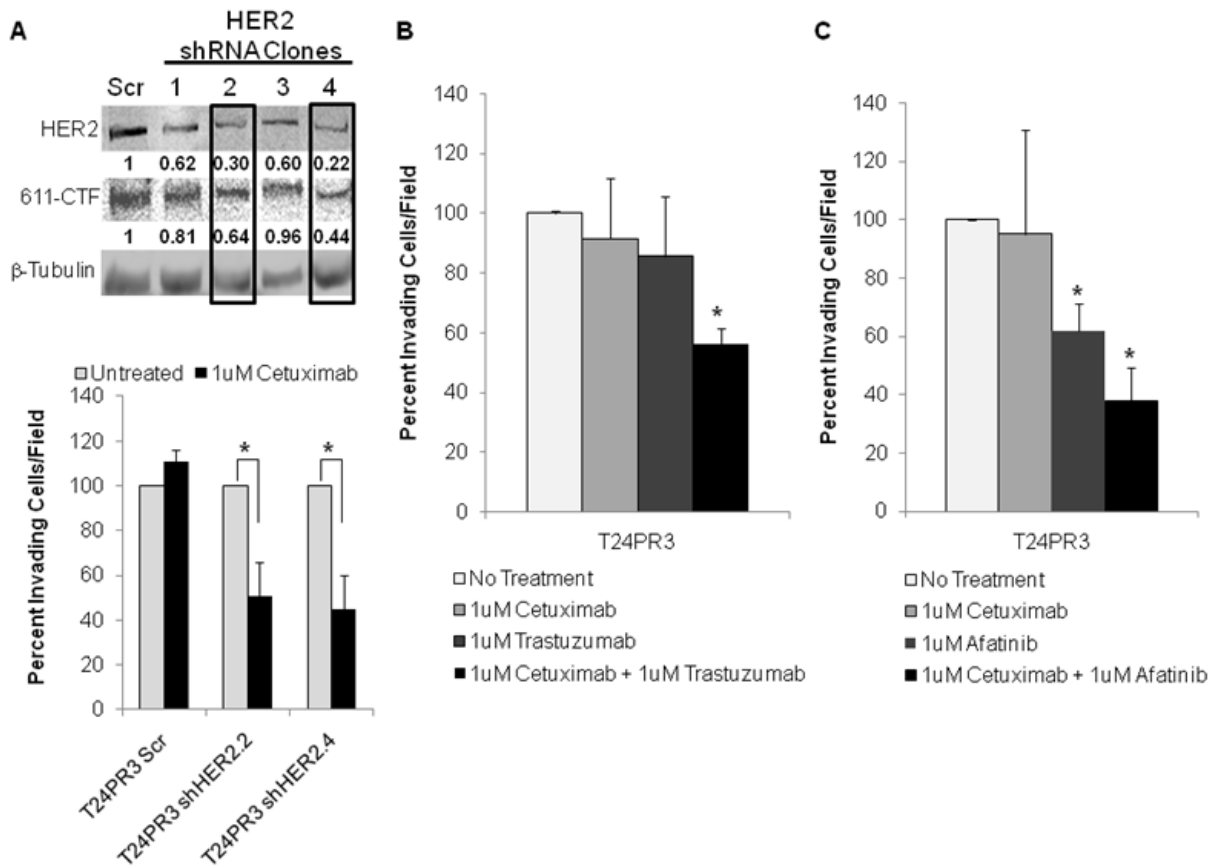 A
HER2
shRNA Clones
Scr 1 2 3 4
HER2
1 0.62 0.30 0.60 0.22
611-CTF
1 0.81 0.64 0.96 0.44
β-Tubulin
Untreated 1uM Cetuximab
Percent Invading Cells/Field
140
120
100
80
60
40
20
0
* *
T24PR3 Scr
T24PR3 shHER2.2
T24PR3 shHER2.4
B
Percent Invading Cells/Field
140
120
100
80
60
40
20
0
*
T24PR3
No Treatment
1uM Cetuximab
1uM Trastuzumab
1uM Cetuximab + 1uM Trastuzumab
C
Percent Invading Cells/Field
140
120
100
80
60
40
20
0
* *
T24PR3
No Treatment
1uM Cetuximab
1uM Afatinib
1uM Cetuximab + 1uM Afatinib